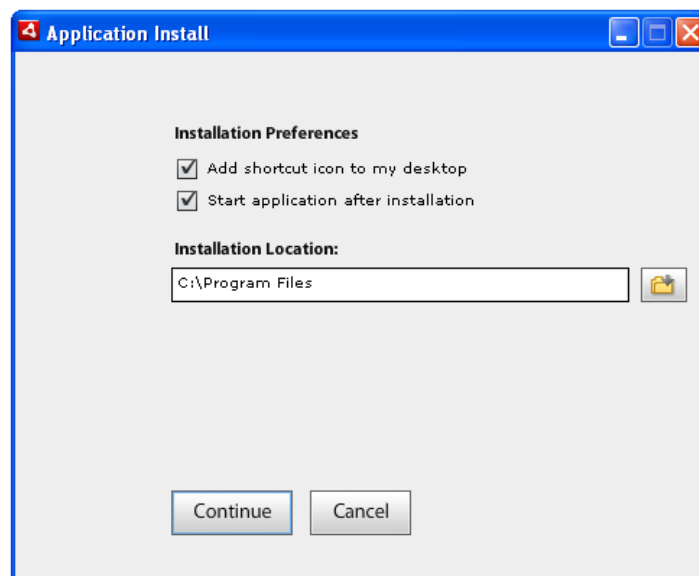 Application Install
Installation Preferences
Add shortcut icon to my desktop
Start application after installation
Installation Location:
C:\Program Files
Continue
Cancel